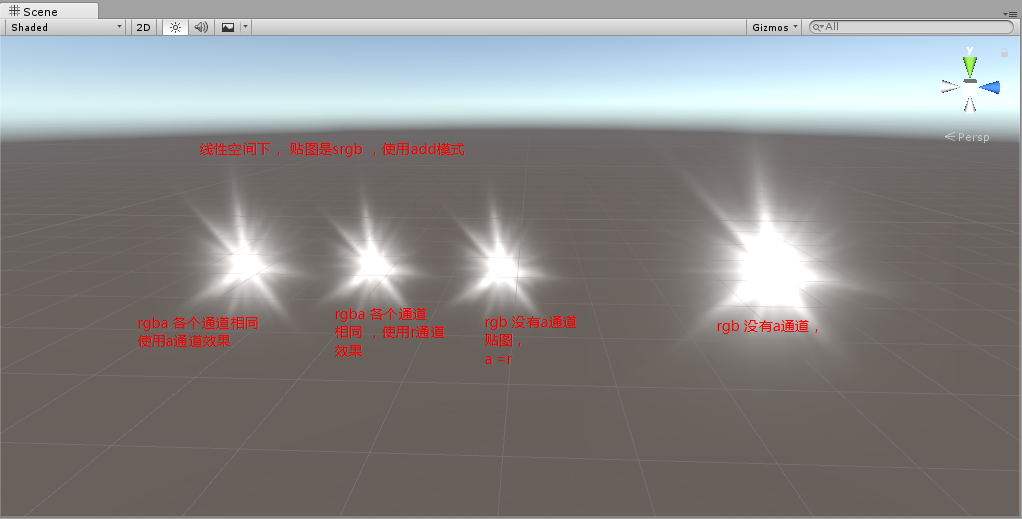 Scene
Shaded
2D
Gizmos
All
y
Persp
线性空间下， 贴图是srgb ，使用add模式
rgba 各个通道相同
使用a通道效果
rgba 各个通道
相同 ，使用r通道
效果
rgb 没有a通道
贴图，
a =r
rgb 没有a通道 ，